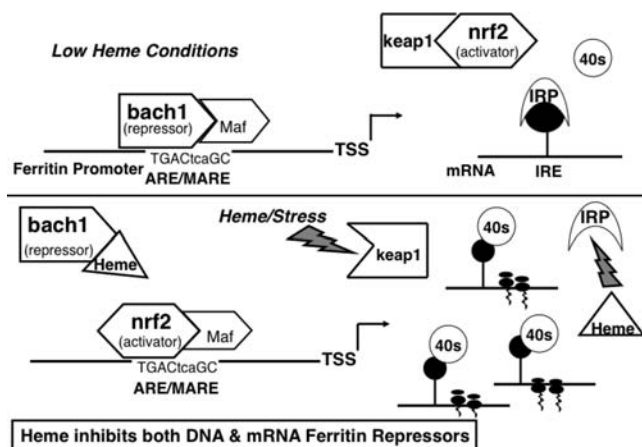 Low Heme Conditions
keap1
nrf2
(activator)
40s
IRP
bach1
(repressor)
Maf
TSS
Ferritin Promoter
TGACtcaGC
ARE/MARE
mRNA
IRE
bach1
(repressor)
Heme
Heme/Stress
keap1
40s
IRP
Heme
nrf2
(activator)
Maf
TSS
TGACtcaGC
ARE/MARE
40s
40s
Heme inhibits both DNA & mRNA Ferritin Repressors